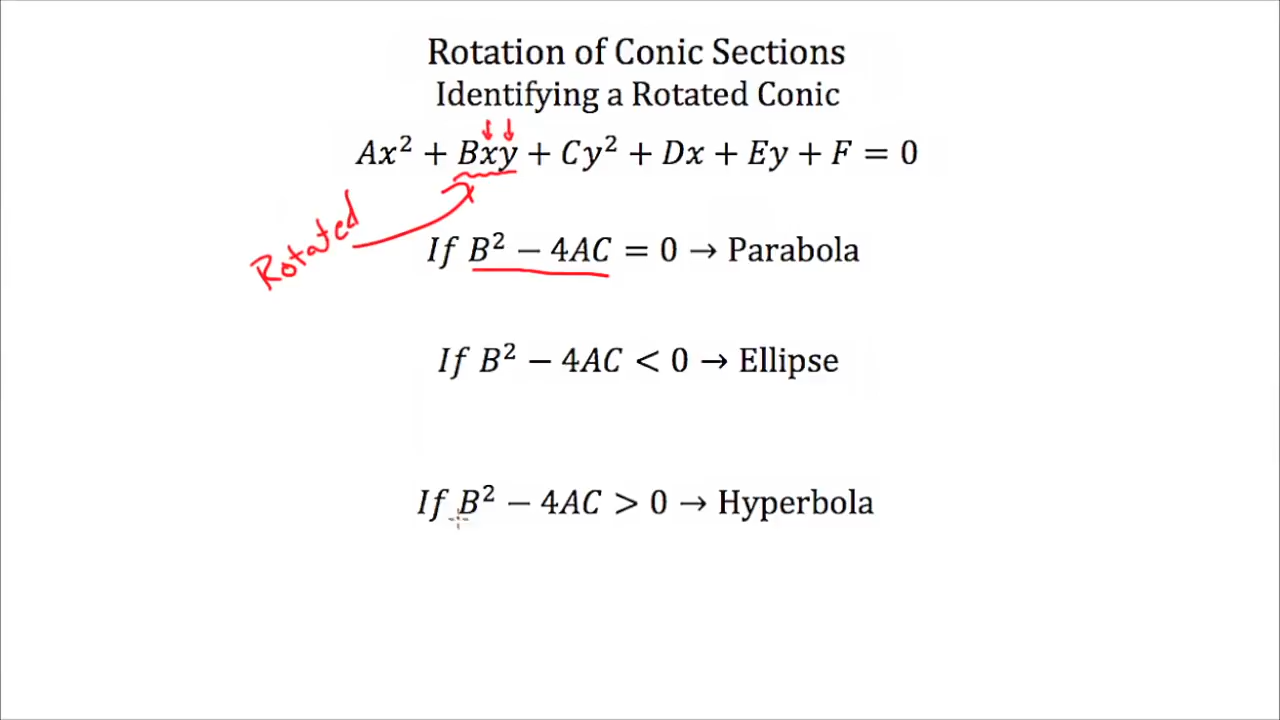 Rotation of Conic Sections
Identifying a Rotated Conic
Ax² + Bxy + Cy² + Dx + Ey + F = 0
Rotated
If B² − 4AC = 0 → Parabola
If B² − 4AC < 0 → Ellipse
If B² − 4AC > 0 → Hyperbola